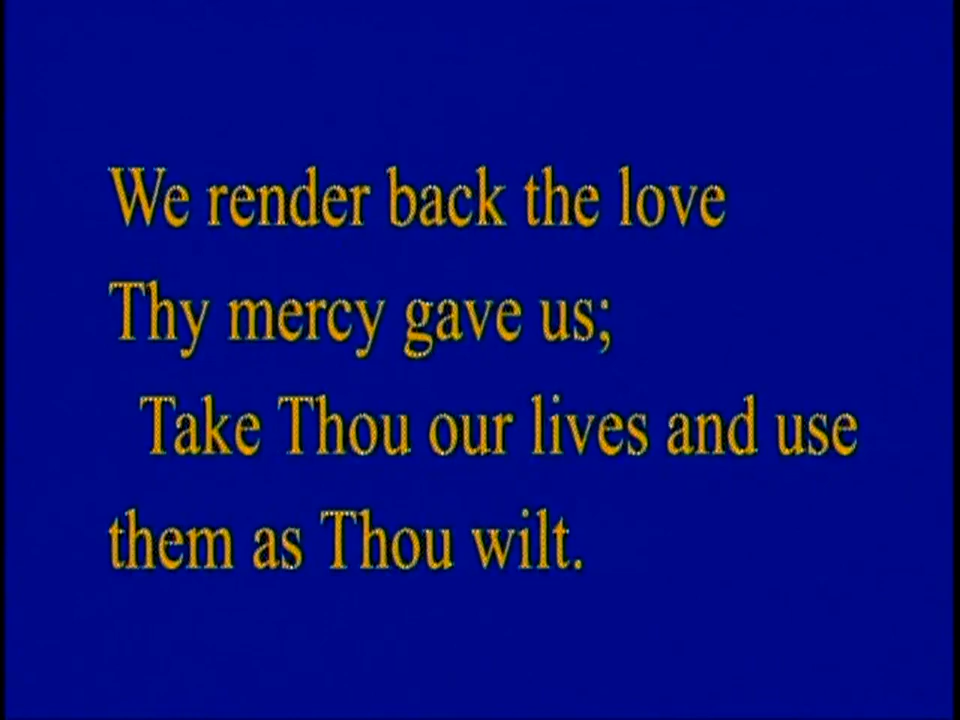 We render back the love
Thy mercy gave us;
Take Thou our lives and use
them as Thou wilt.